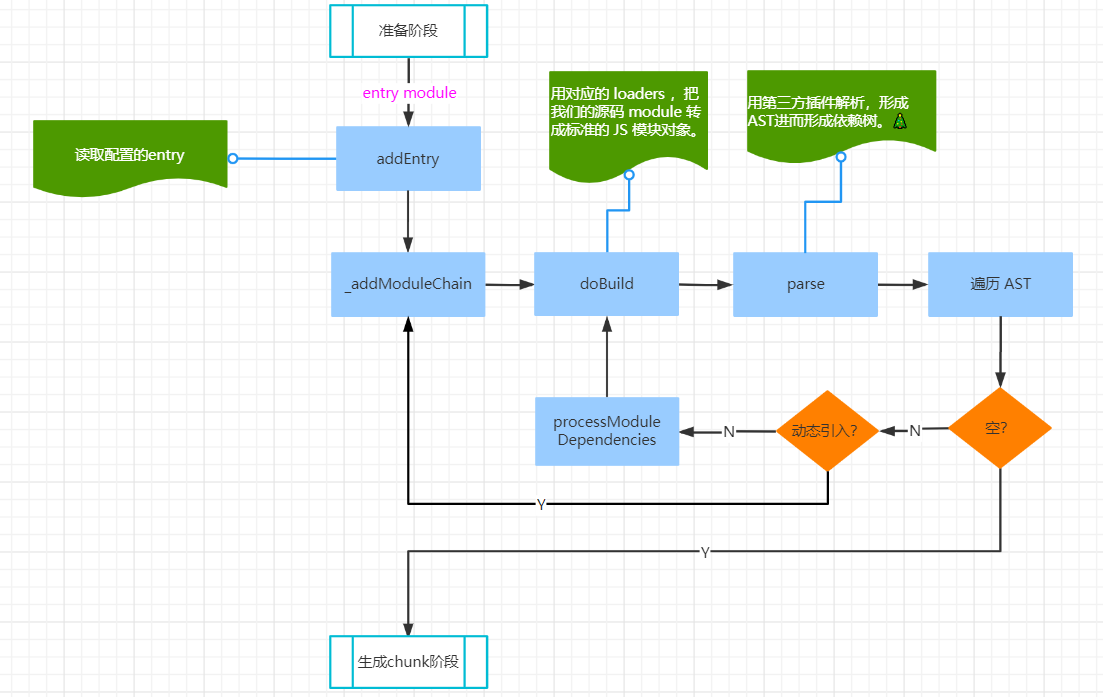 准备阶段
entry module
读取配置的entry
addEntry
用对应的 loaders ，把
我们的源码 module 转
成标准的 JS 模块对象。
用第三方插件解析，形成
AST进而形成依赖树。🎄
_addModuleChain
doBuild
parse
遍历 AST
processModule
Dependencies
N
动态引入？
N
空？
Y
Y
生成chunk阶段